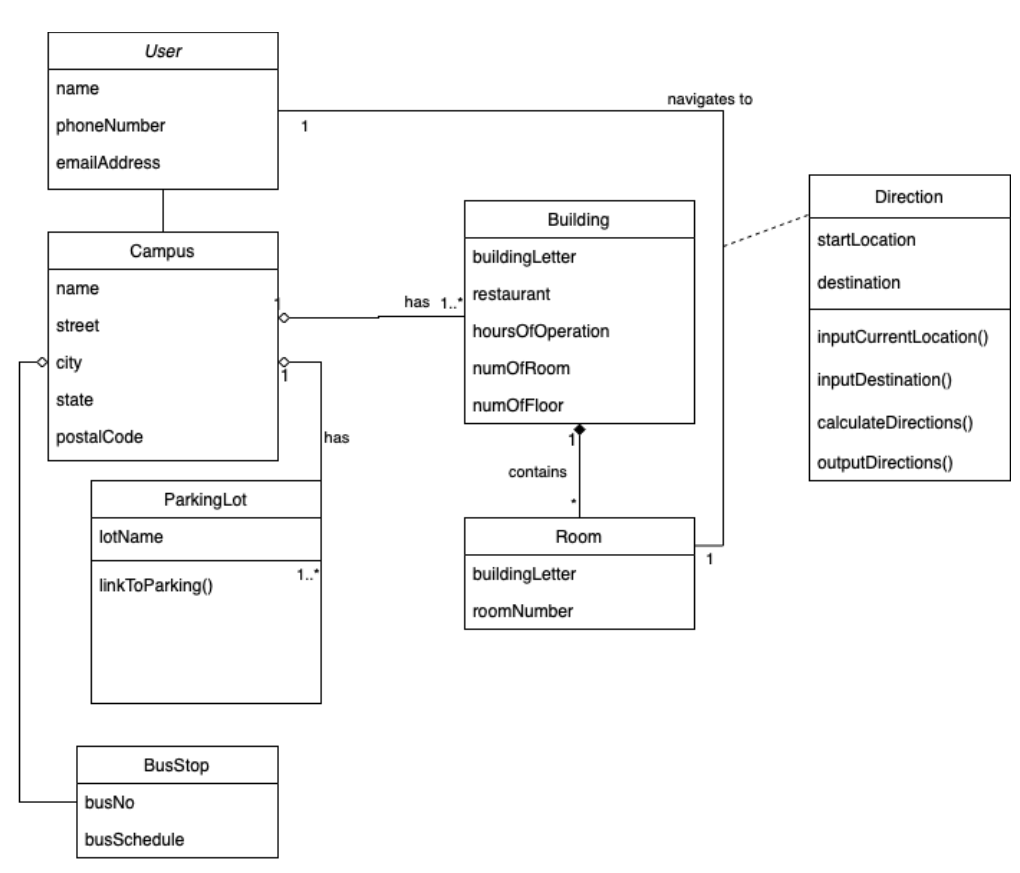 User
name
phoneNumber
emailAddress
1
navigates to
Campus
name
street
city
state
postalCode
1
has 1..*
1
has
Building
buildingLetter
restaurant
hoursOfOperation
numOfRoom
numOfFloor
1
contains
*
Direction
startLocation
destination
inputCurrentLocation()
inputDestination()
calculateDirections()
outputDirections()
ParkingLot
lotName
1..*
linkToParking()
Room
1
buildingLetter
roomNumber
BusStop
busNo
busSchedule